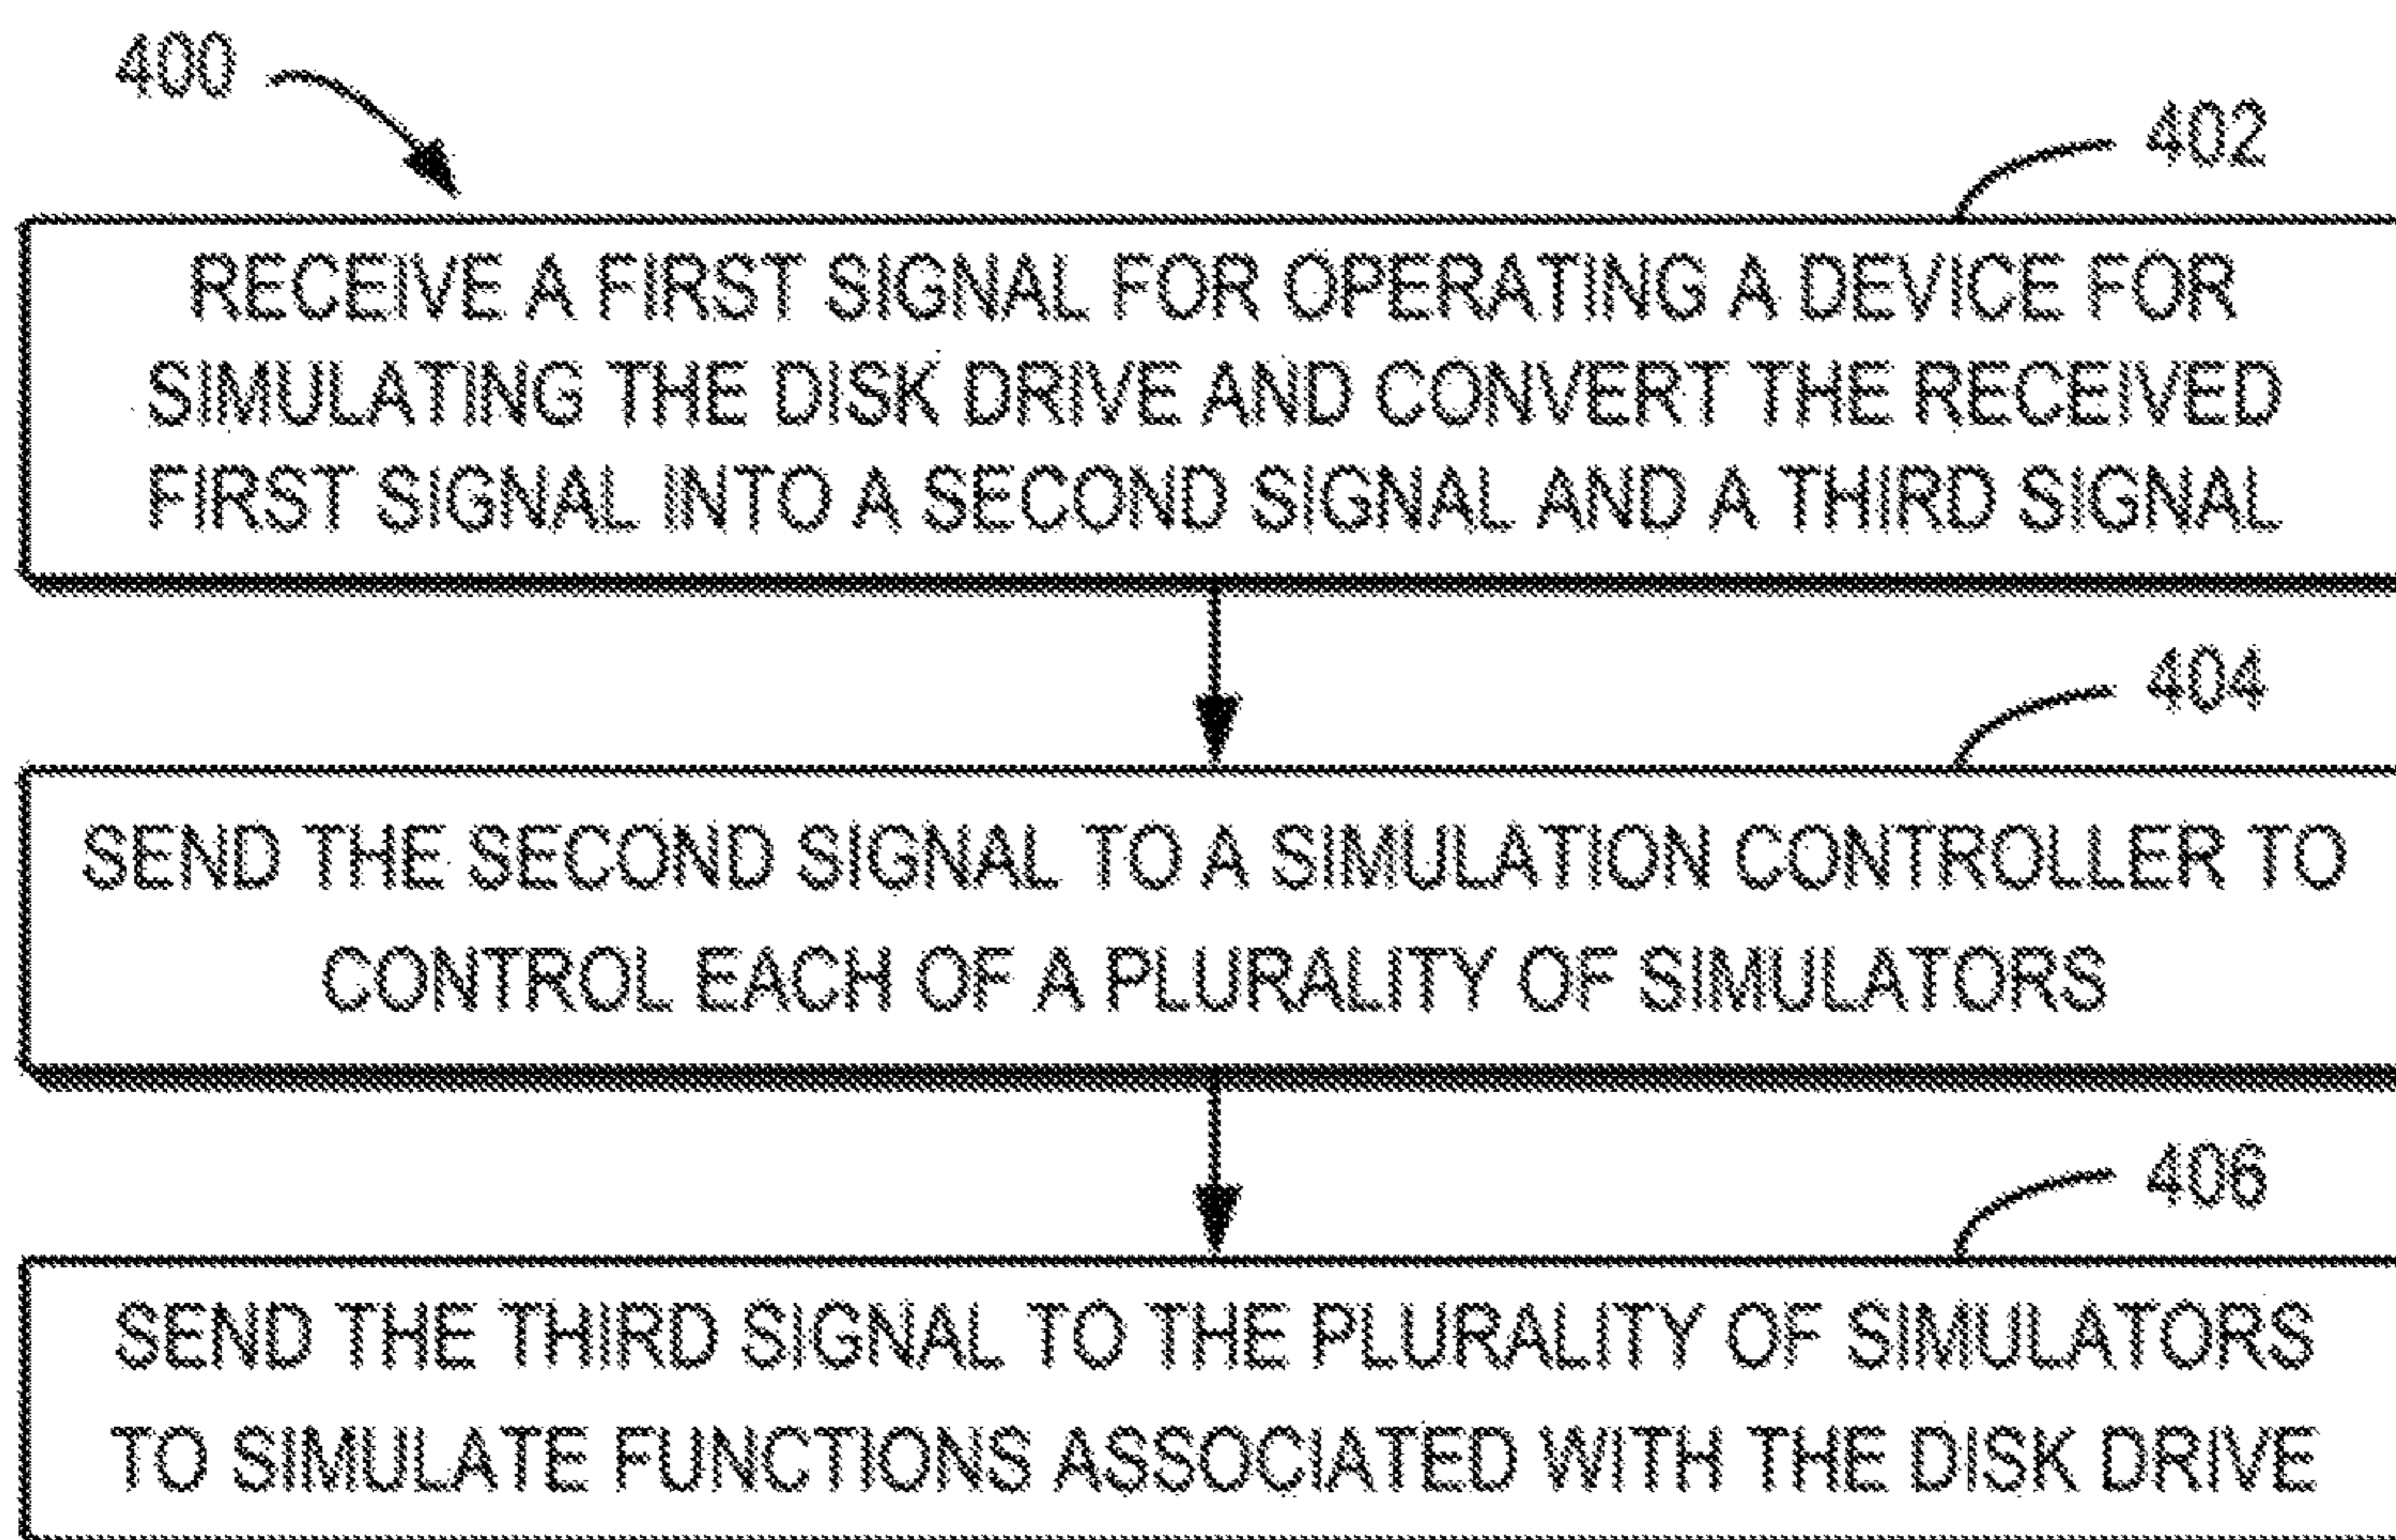 400
402
RECEIVE A FIRST SIGNAL FOR OPERATING A DEVICE FOR
SIMULATING THE DISK DRIVE AND CONVERT THE RECEIVED
FIRST SIGNAL INTO A SECOND SIGNAL AND A THIRD SIGNAL
404
SEND THE SECOND SIGNAL TO A SIMULATION CONTROLLER TO
CONTROL EACH OF A PLURALITY OF SIMULATORS
406
SEND THE THIRD SIGNAL TO THE PLURALITY OF SIMULATORS
TO SIMULATE FUNCTIONS ASSOCIATED WITH THE DISK DRIVE